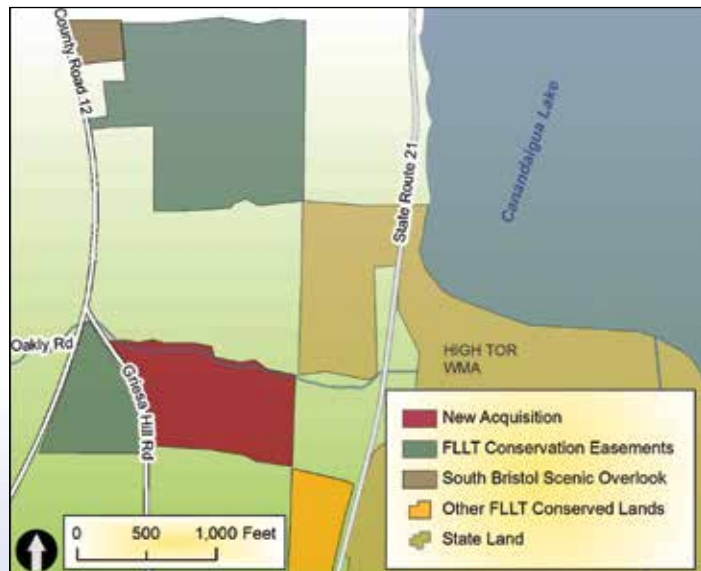 County Road 12
State Route 21
Canandaigua Lake
Oakly Rd
Griesa Hill Rd
HIGH TOR
WMA
New Acquisition
FLLT Conservation Easements
South Bristol Scenic Overlook
Other FLLT Conserved Lands
State Land
0 500 1,000 Feet